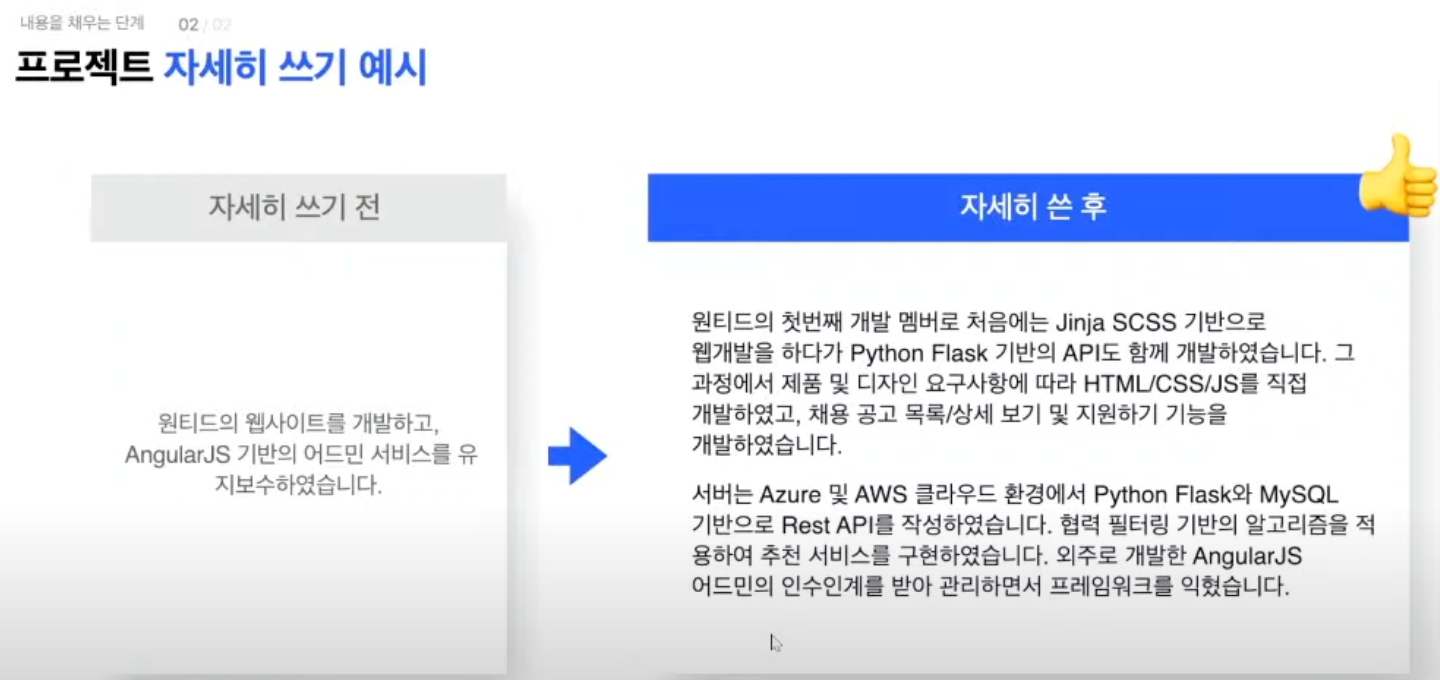 내용을 채우는 단계 02 / 02
프로젝트 자세히 쓰기 예시
자세히 쓰기 전
원티드의 웹사이트를 개발하고,
AngularJS 기반의 어드민 서비스를 유
지보수하였습니다.
자세히 쓴 후
원티드의 첫번째 개발 멤버로 처음에는 Jinja SCSS 기반으로
웹개발을 하다가 Python Flask 기반의 API도 함께 개발하였습니다. 그
과정에서 제품 및 디자인 요구사항에 따라 HTML/CSS/JS를 직접
개발하였고, 채용 공고 목록/상세 보기 및 지원하기 기능을
개발하였습니다.
서버는 Azure 및 AWS 클라우드 환경에서 Python Flask와 MySQL
기반으로 Rest API를 작성하였습니다. 협력 필터링 기반의 알고리즘을 적
용하여 추천 서비스를 구현하였습니다. 외주로 개발한 AngularJS
어드민의 인수인계를 받아 관리하면서 프레임워크를 익혔습니다.